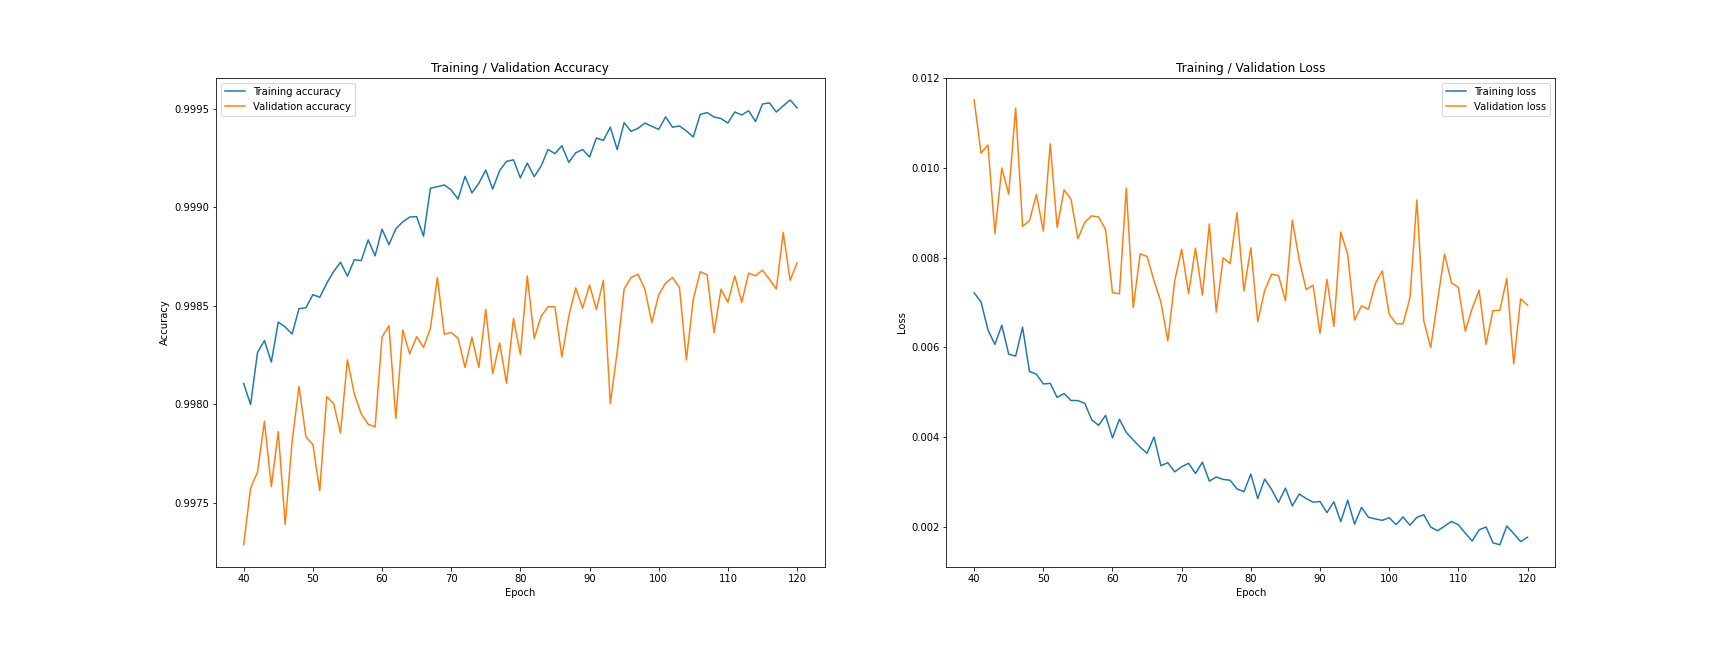 Training / Validation Accuracy
Training accuracy
Validation accuracy
0.9995
0.9990
0.9985
0.9980
0.9975
Accuracy
40 50 60 70 80 90 100 110 120
Epoch
Training / Validation Loss
Training loss
Validation loss
0.012
0.010
0.008
0.006
0.004
0.002
Loss
40 50 60 70 80 90 100 110 120
Epoch